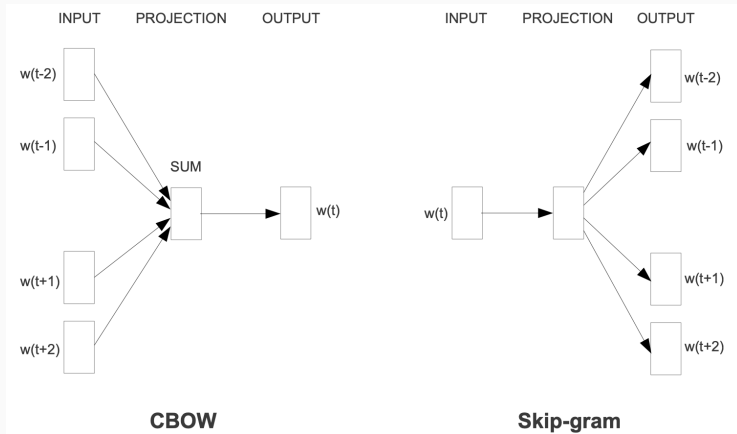 INPUT PROJECTION OUTPUT
w(t-2)
w(t-1)
SUM
w(t)
w(t+1)
w(t+2)
CBOW
INPUT PROJECTION OUTPUT
w(t-2)
w(t-1)
w(t)
w(t+1)
w(t+2)
Skip-gram